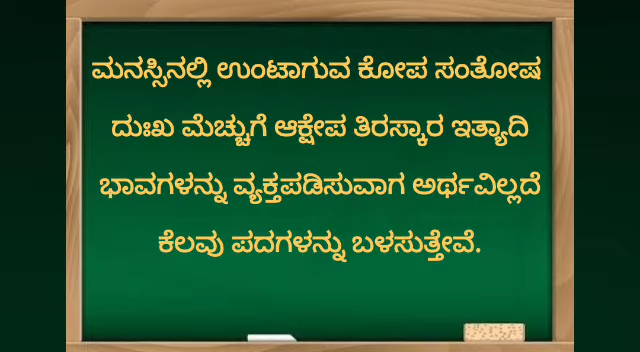 ಮನಸ್ಸಿನಲ್ಲಿ ಉಂಟಾಗುವ ಕೋಪ ಸಂತೋಷ
ದುಃಖ ಮೆಚ್ಚುಗೆ ಆಕ್ಷೇಪ ತಿರಸ್ಕಾರ ಇತ್ಯಾದಿ
ಭಾವಗಳನ್ನು ವ್ಯಕ್ತಪಡಿಸುವಾಗ ಅರ್ಥವಿಲ್ಲದೆ
ಕೆಲವು ಪದಗಳನ್ನು ಬಳಸುತ್ತೇವೆ.